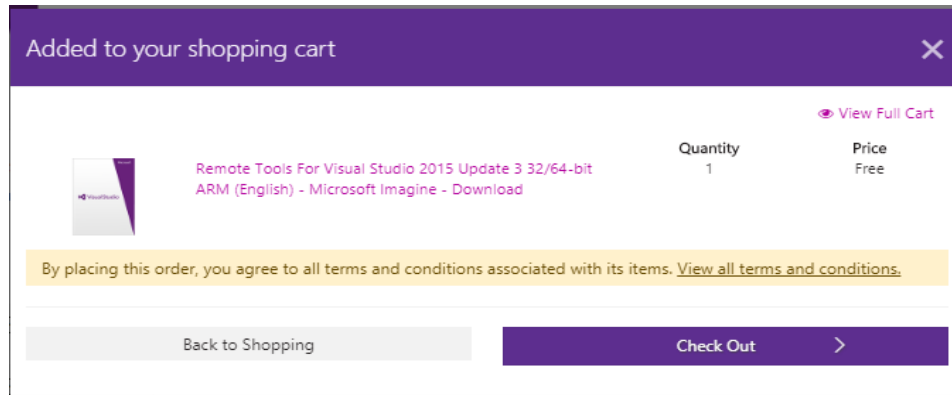 Added to your shopping cart
View Full Cart
Quantity
Price
Remote Tools For Visual Studio 2015 Update 3 32/64-bit
ARM (English) - Microsoft Imagine - Download
1
Free
Visual Studio
By placing this order, you agree to all terms and conditions associated with its items. View all terms and conditions.
Back to Shopping
Check Out